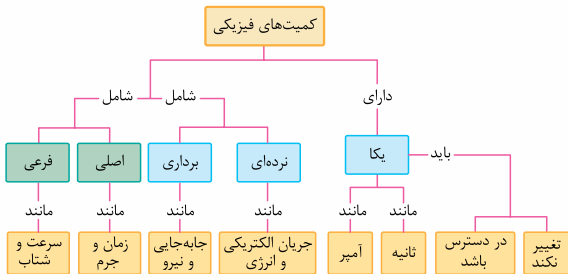 کمیت‌های فیزیکی
دارای
شامل
شامل
یکا
باید
نرده‌ای
برداری
اصلی
فرعی
مانند
مانند
مانند
مانند
مانند
مانند
تغییر
نکند
در دسترس
باشد
ثانیه
آمپر
جریان الکتریکی
و انرژی
جابه‌جایی
و نیرو
زمان و
جرم
سرعت و
شتاب